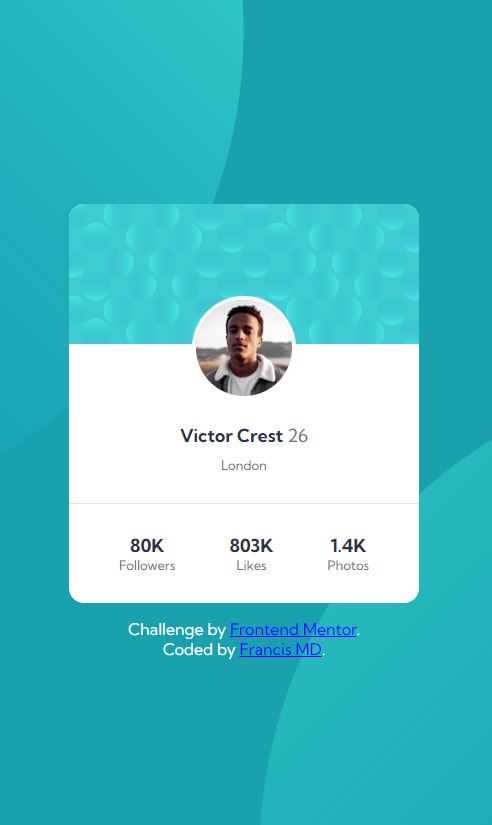 Victor Crest 26
London
80K 803K 1.4K
Followers Likes Photos
Challenge by Frontend Mentor.
Coded by Francis MD.